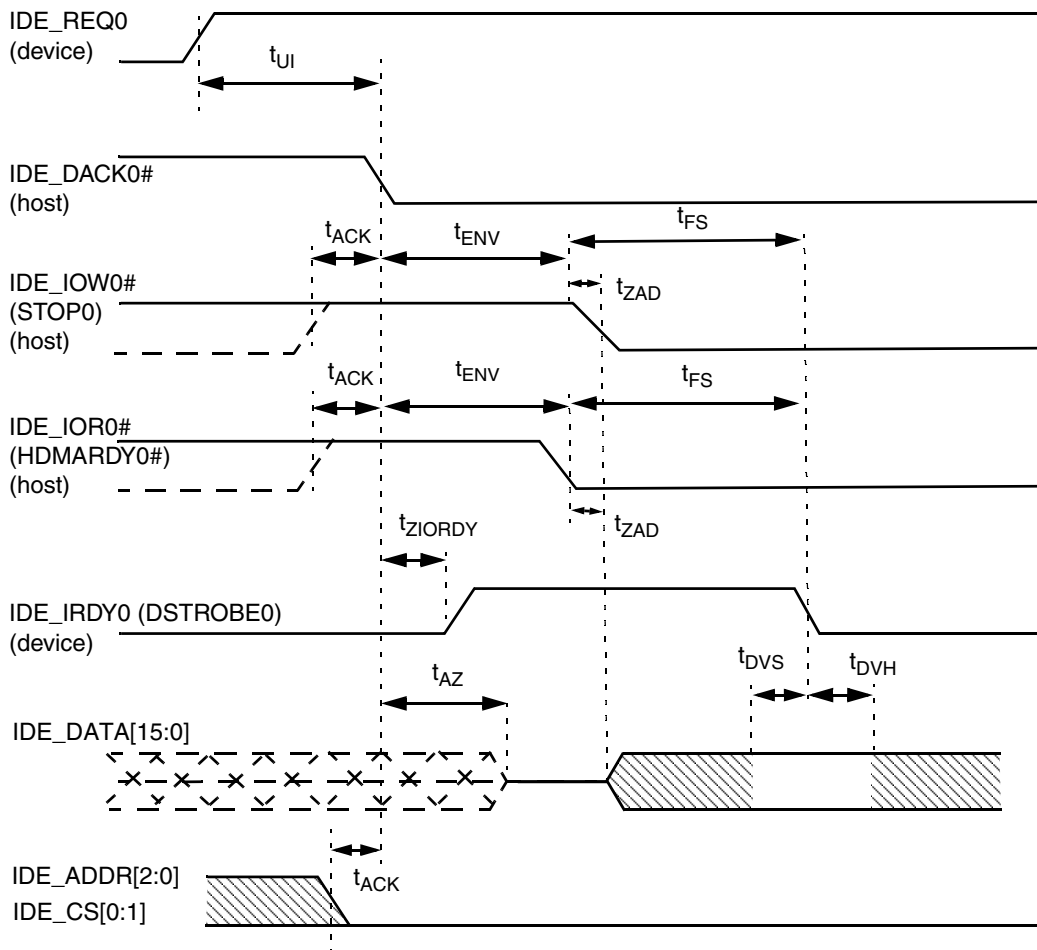 IDE_REQ0
(device)
tUI
IDE_DACK0#
(host)
tACK
tENV
tFS
IDE_IOW0#
(STOP0)
(host)
tZAD
tACK
tENV
tFS
IDE_IOR0#
(HDMARDY0#)
(host)
tZIORDY
tZAD
IDE_IRDY0 (DSTROBE0)
(device)
tDVS
tDVH
tAZ
IDE_DATA[15:0]
IDE_ADDR[2:0]
tACK
IDE_CS[0:1]